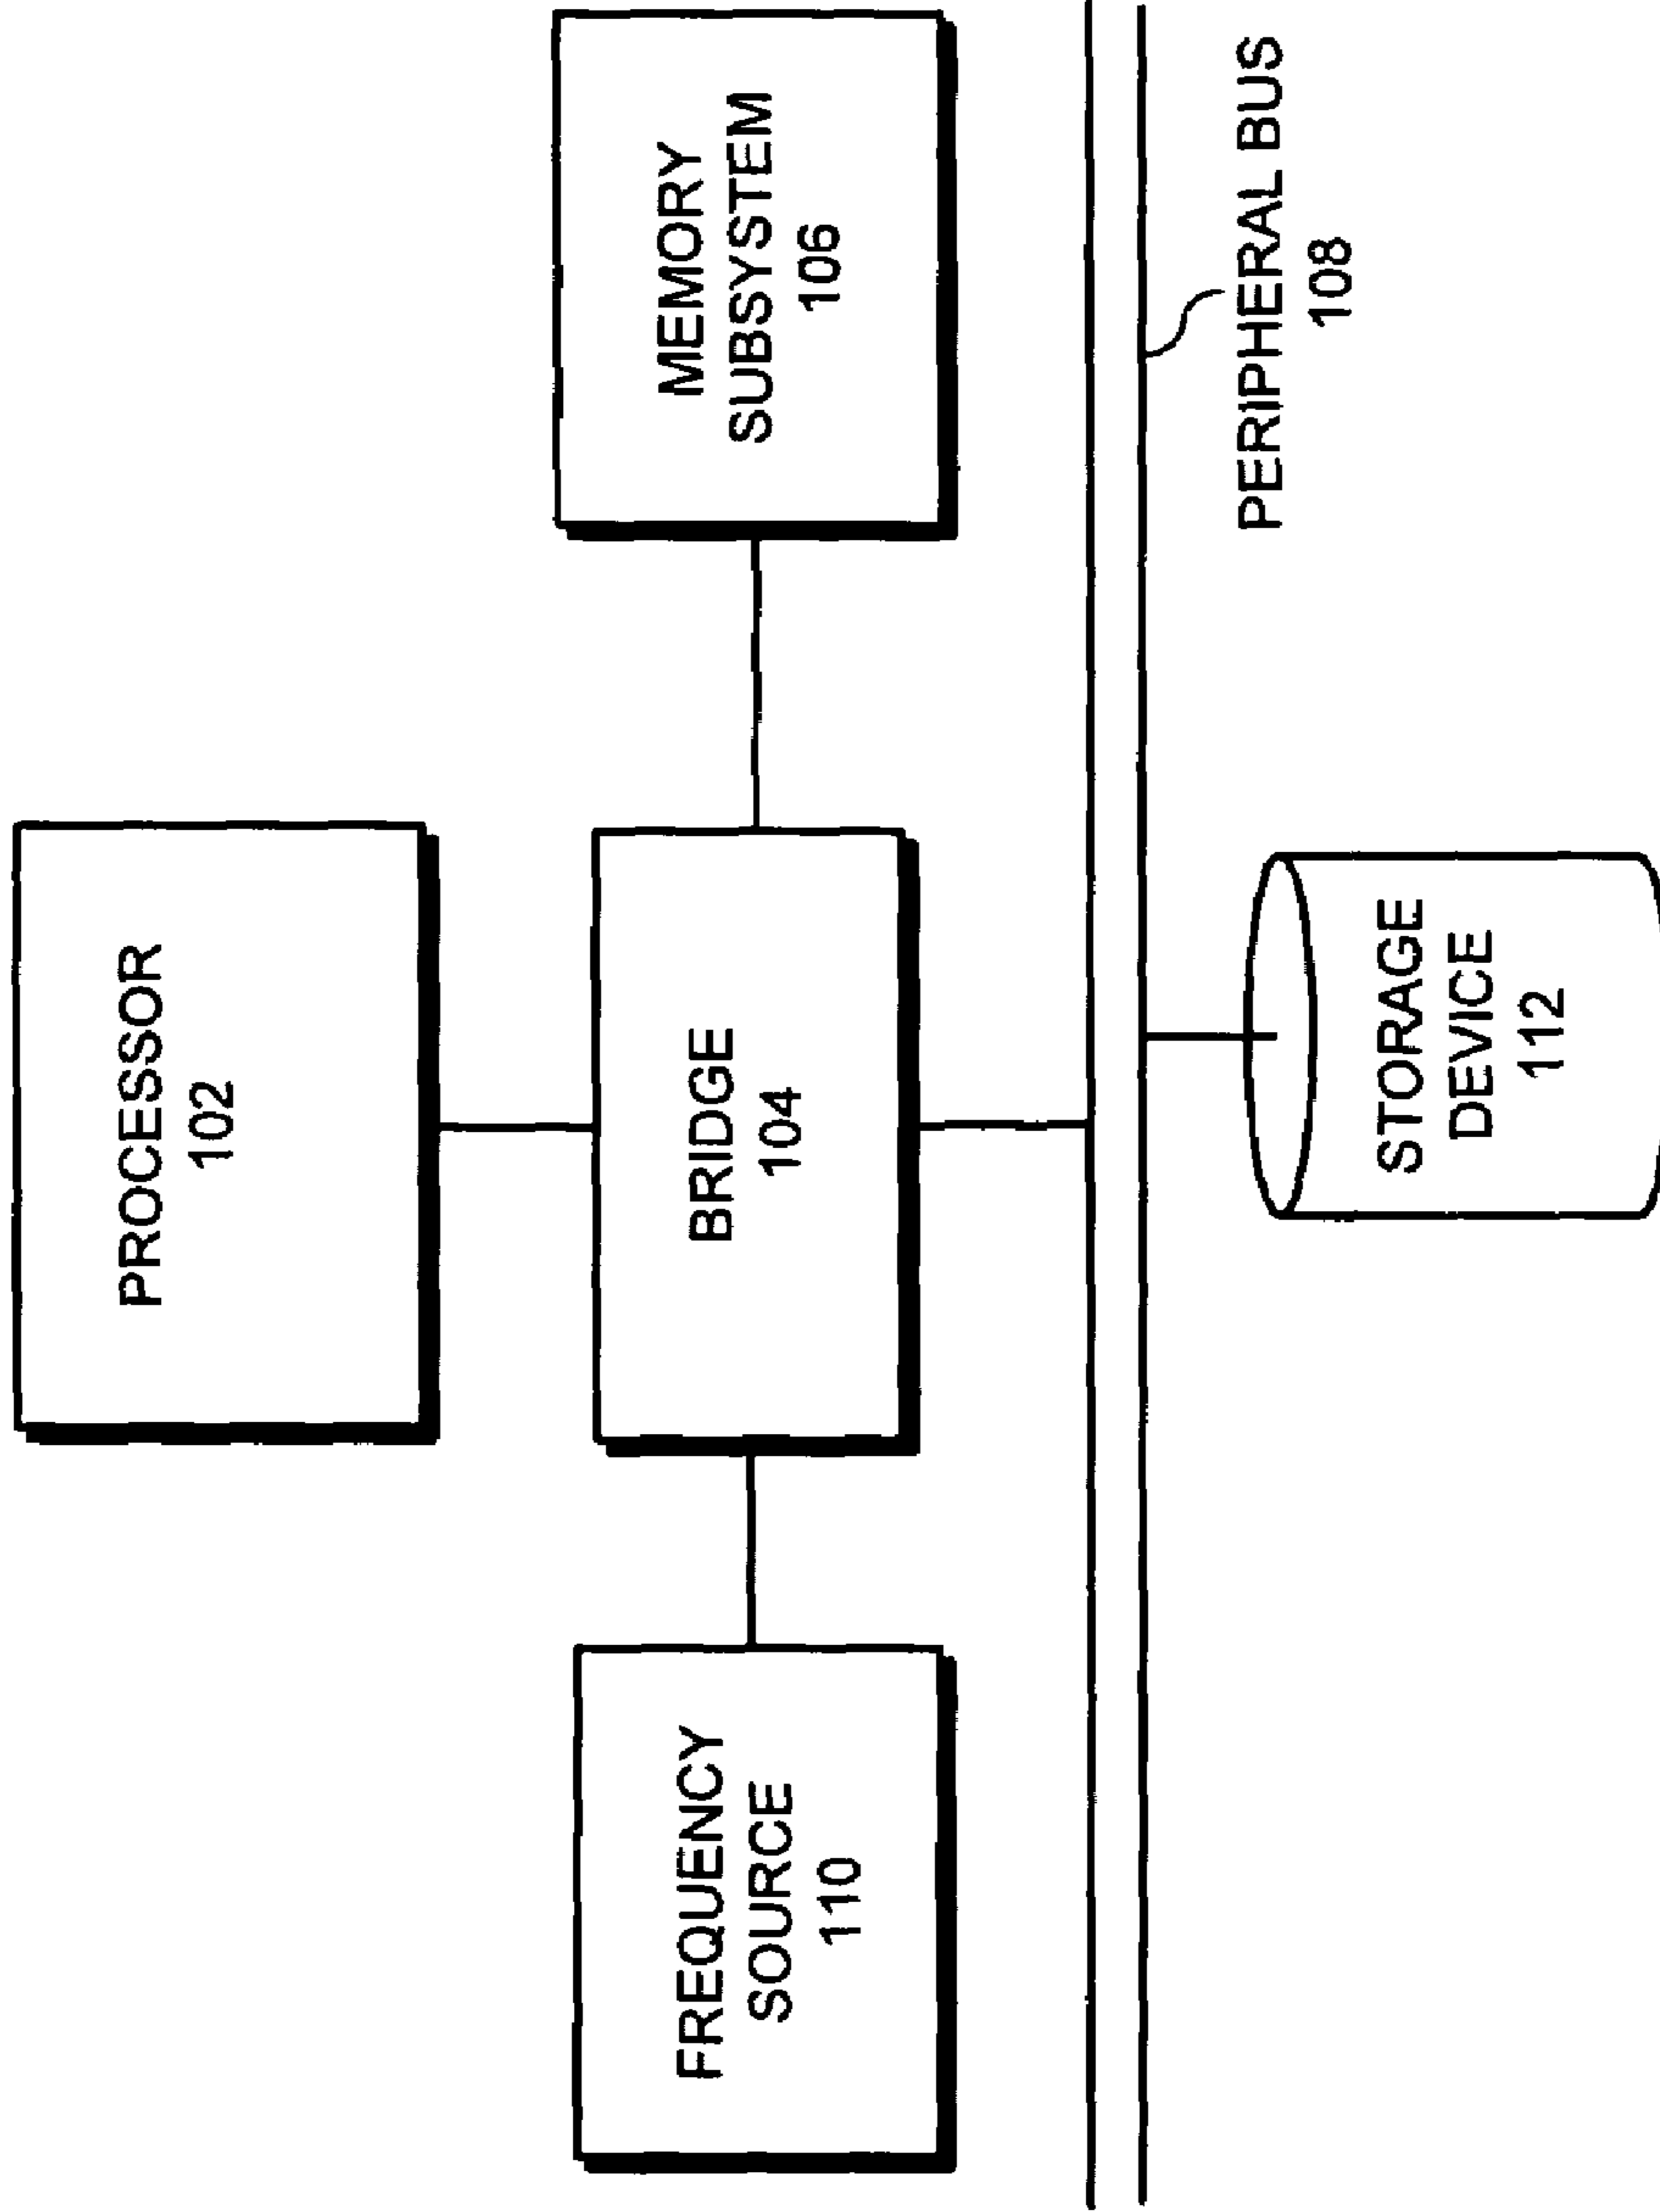 PROCESSOR
102
FREQUENCY
SOURCE
110
BRIDGE
104
MEMORY
SUBSYSTEM
106
PERIPHERAL BUS
108
STORAGE
DEVICE
112